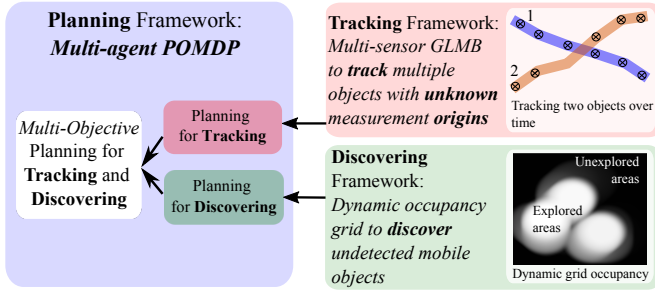 Planning Framework:
Multi-agent POMDP
Multi-Objective
Planning for
Tracking and
Discovering
Planning
for Tracking
Planning
for Discovering
Tracking Framework:
Multi-sensor GLMB
to track multiple
objects with unknown
measurement origins
1
2
Tracking two objects over
time
Discovering
Framework:
Dynamic occupancy
grid to discover
undetected mobile
objects
Unexplored
areas
Explored
areas
Dynamic grid occupancy